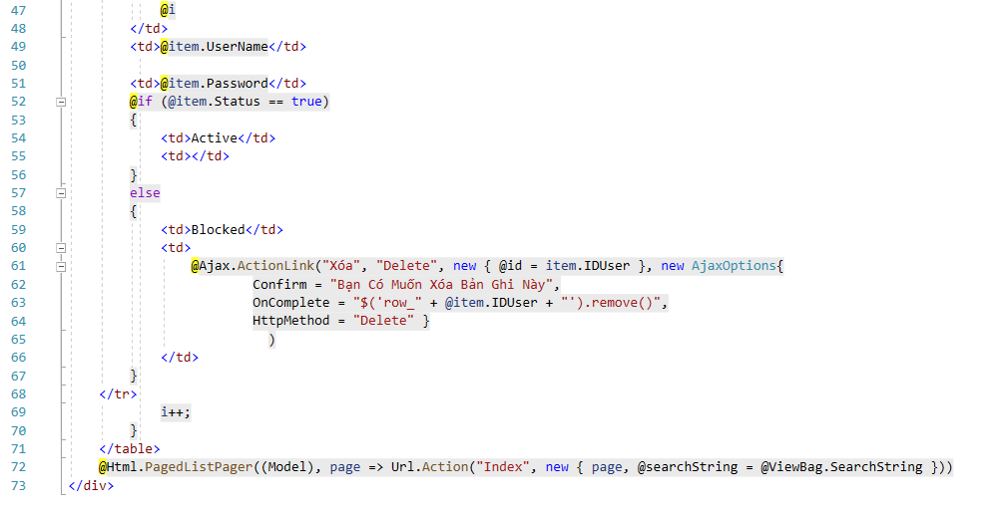 47 @i
48 </td>
49 <td>@item.UserName</td>
50
51 <td>@item.Password</td>
52 @if (@item.Status == true)
53 {
54 <td>Active</td>
55 <td></td>
56 }
57 else
58 {
59 <td>Blocked</td>
60 <td>
61 @Ajax.ActionLink("Xóa", "Delete", new { @id = item.IDUser }, new AjaxOptions{
62 Confirm = "Bạn Có Muốn Xóa Bản Ghi Này",
63 OnComplete = "$('row_" + @item.IDUser + "').remove()",
64 HttpMethod = "Delete" }
65 )
66 </td>
67 }
68 </tr>
69 i++;
70 }
71 </table>
72 @Html.PagedListPager((Model), page => Url.Action("Index", new { page, @searchString = @ViewBag.SearchString }))
73 </div>